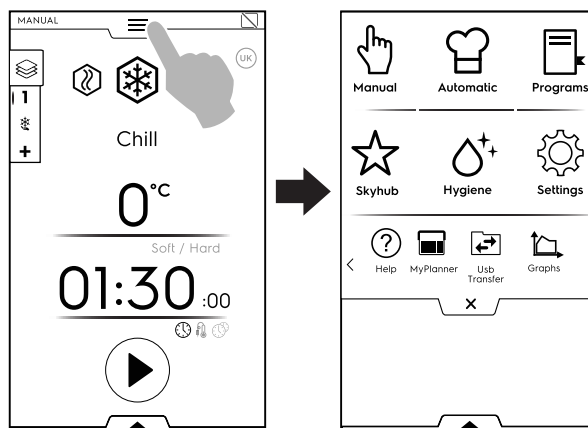 MANUAL
UK
1
+
Chill
0°C
Soft / Hard
01:30:00
Manual Automatic Programs
Skyhub Hygiene Settings
? 
Help MyPlanner Usb Graphs
Transfer
X